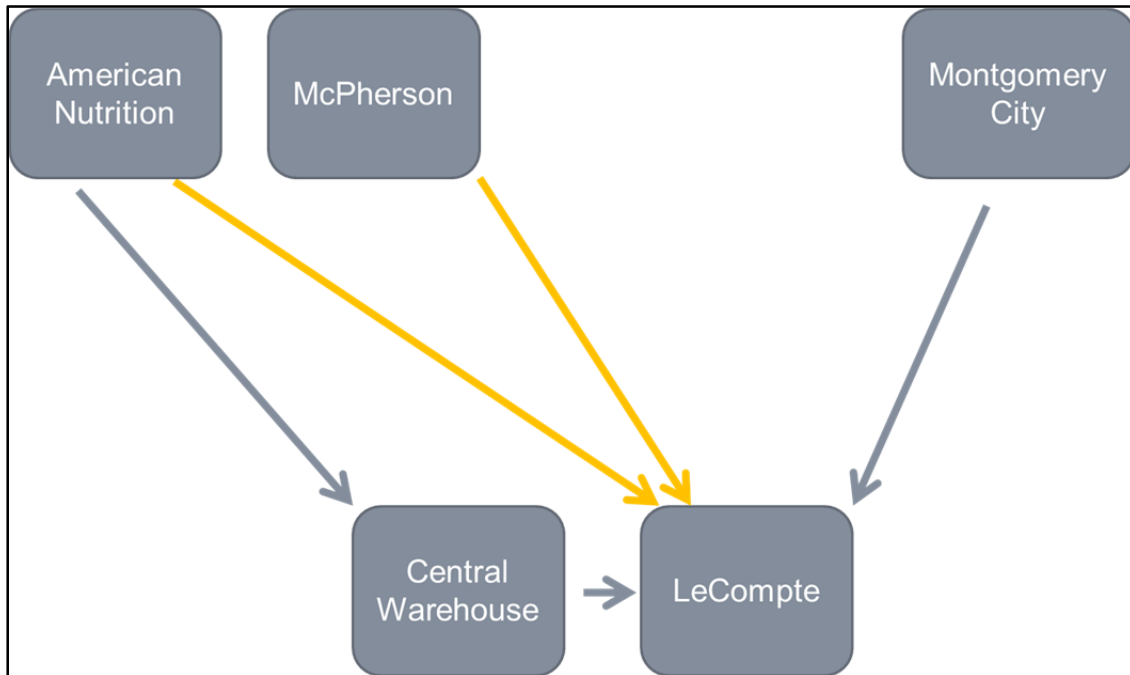 American
Nutrition
McPherson
Montgomery
City
Central
Warehouse
LeCompte